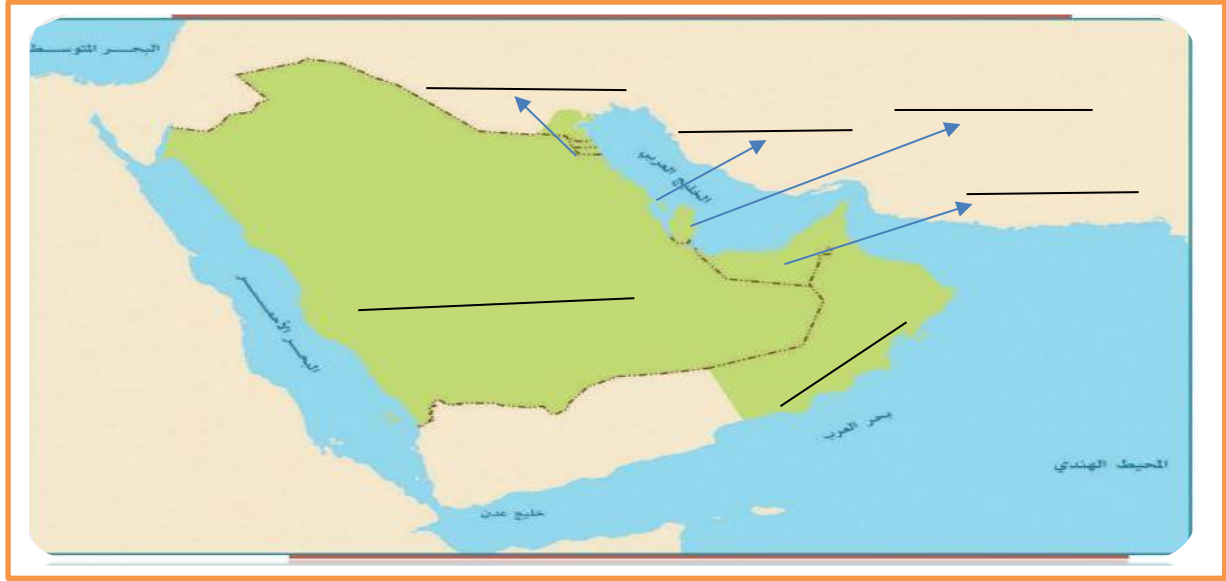 البحر المتوسط
الخليج العربي
البحر الأحمر
بحر العرب
المحيط الهندي
خليج عدن